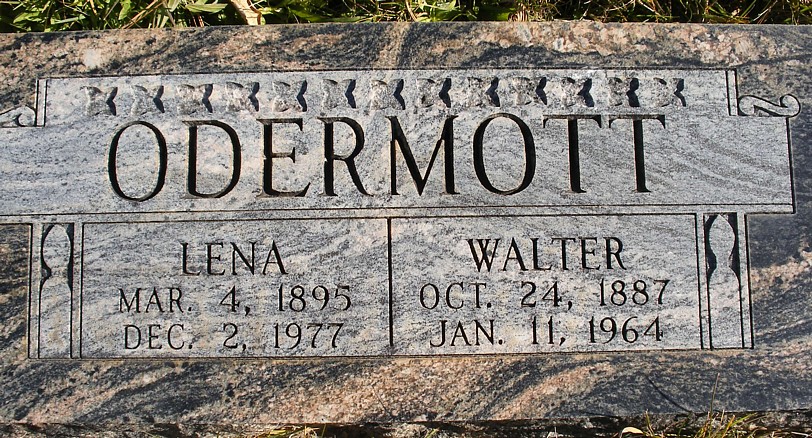 ODERMOTT
LENA
MAR. 4, 1895
DEC. 2, 1977
WALTER
OCT. 24, 1887
JAN. 11, 1964